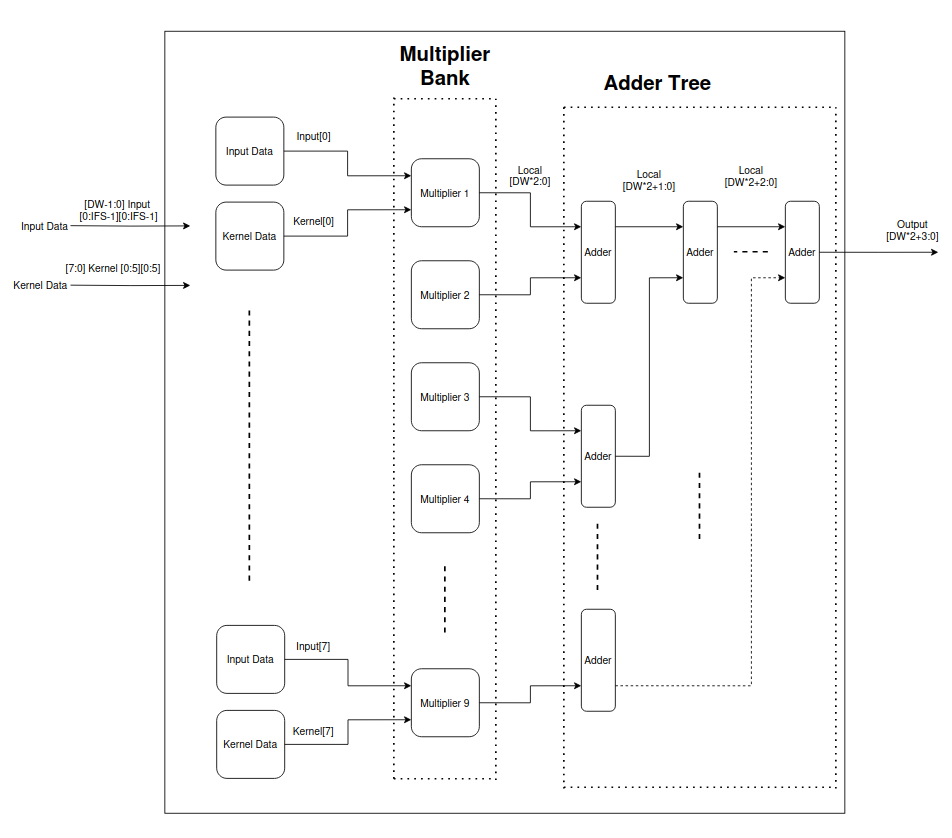 Multiplier
Bank
Adder Tree
Input Data
Input[0]
Kernel Data
Kernel[0]
Multiplier 1
Local
[DW*2:0]
Local
[DW*2+1:0]
Local
[DW*2+2:0]
[DW-1:0] Input
[0:IFS-1][0:IFS-1]
Input Data
[7:0] Kernel [0:5][0:5]
Kernel Data
Multiplier 2
Adder
Adder
Adder
Output
[DW*2+3:0]
Multiplier 3
Multiplier 4
Adder
Input Data
Input[7]
Kernel Data
Kernel[7]
Multiplier 9
Adder